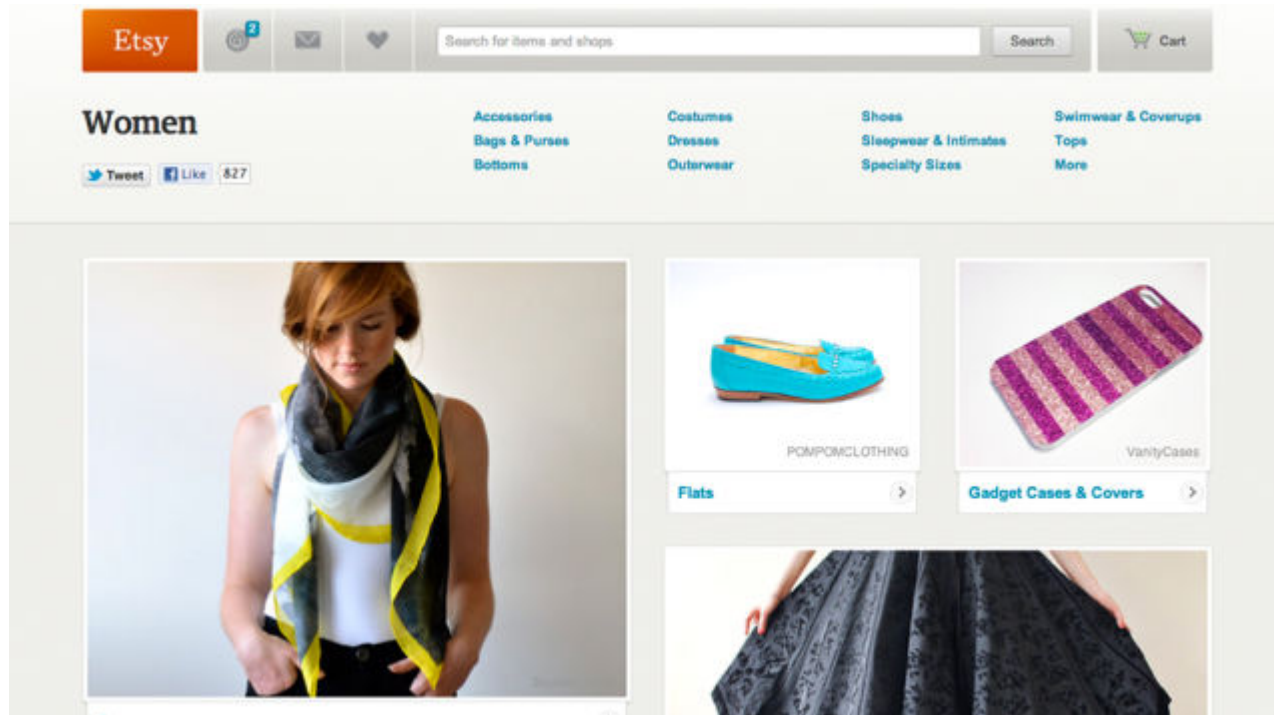 Etsy
2
Search for items and shops
Search
Cart
Women
Tweet
Like
827
Accessories
Bags & Purses
Bottoms
Costumes
Dresses
Outerwear
Shoes
Sleepwear & Intimates
Specialty Sizes
Swimwear & Coverups
Tops
More
POMPOMCLOTHING
Flats
VanityCases
Gadget Cases & Covers